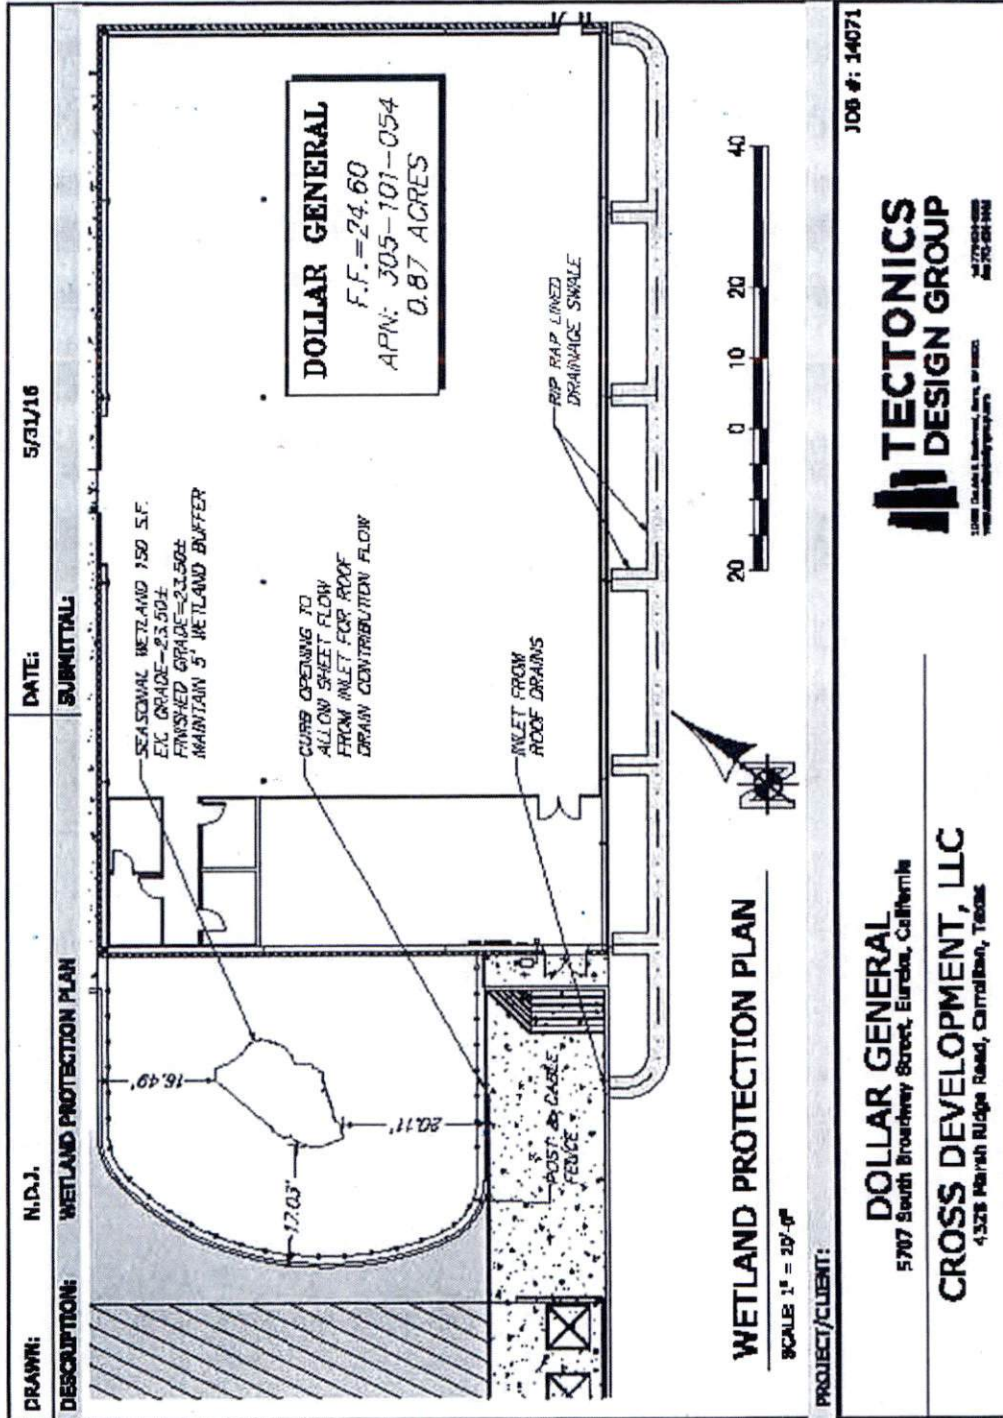 DRAWN: N.D.J. DATE: 5/31/16
DESCRIPTION: WETLAND PROTECTION PLAN SUBMITTAL:
SEASONAL WETLAND 150 S.F.
EX. GRADE=23.50±
FINISHED GRADE=23.50±
MAINTAIN 5' WETLAND BUFFER
CURB OPENING TO
ALLOW SHEET FLOW
FROM INLET FOR ROOF
DRAIN CONTRIBUTION FLOW
INLET FROM
ROOF DRAINS
DOLLAR GENERAL
F.F.=24.60
APN: 305-101-054
0.87 ACRES
RIP RAP LINED
DRAINAGE SWALE
16.49'
17.03'
20.11'
POST & CABLE
FENCE
WETLAND PROTECTION PLAN
SCALE: 1" = 20'-0"
N
20 0 10 20 40
PROJECT/CLIENT:
DOLLAR GENERAL
5707 South Broadway Street, Eureka, California
CROSS DEVELOPMENT, LLC
4328 Marsh Ridge Road, Carrollton, Texas
TECTONICS
DESIGN GROUP
JOB #: 14071